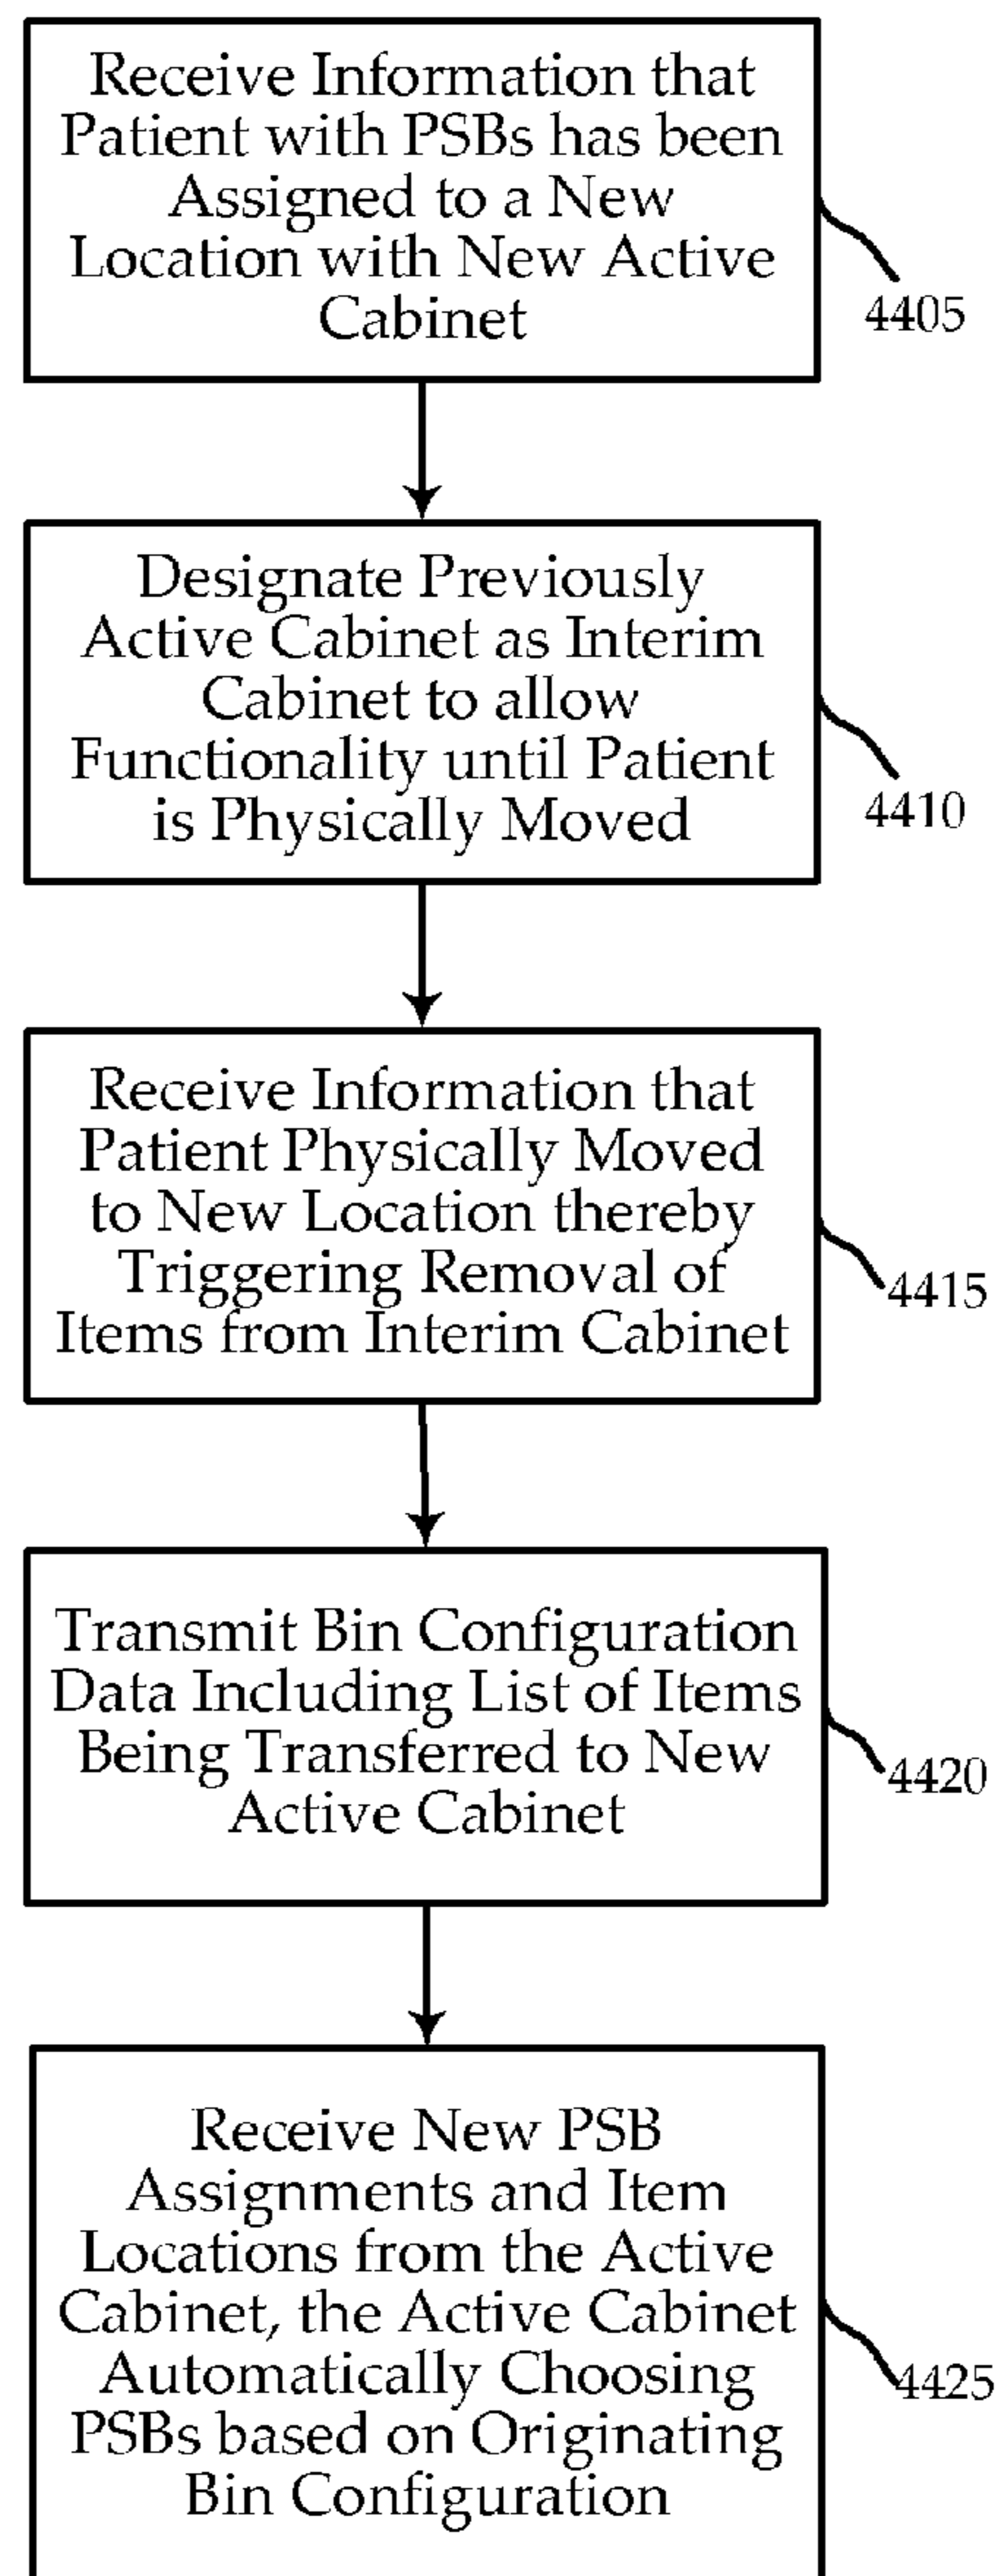 Receive Information that
Patient with PSBs has been
Assigned to a New
Location with New Active
Cabinet
4405
Designate Previously
Active Cabinet as Interim
Cabinet to allow
Functionality until Patient
is Physically Moved
4410
Receive Information that
Patient Physically Moved
to New Location thereby
Triggering Removal of
Items from Interim Cabinet
4415
Transmit Bin Configuration
Data Including List of Items
Being Transferred to New
Active Cabinet
4420
Receive New PSB
Assignments and Item
Locations from the Active
Cabinet, the Active Cabinet
Automatically Choosing
PSBs based on Originating
Bin Configuration
4425